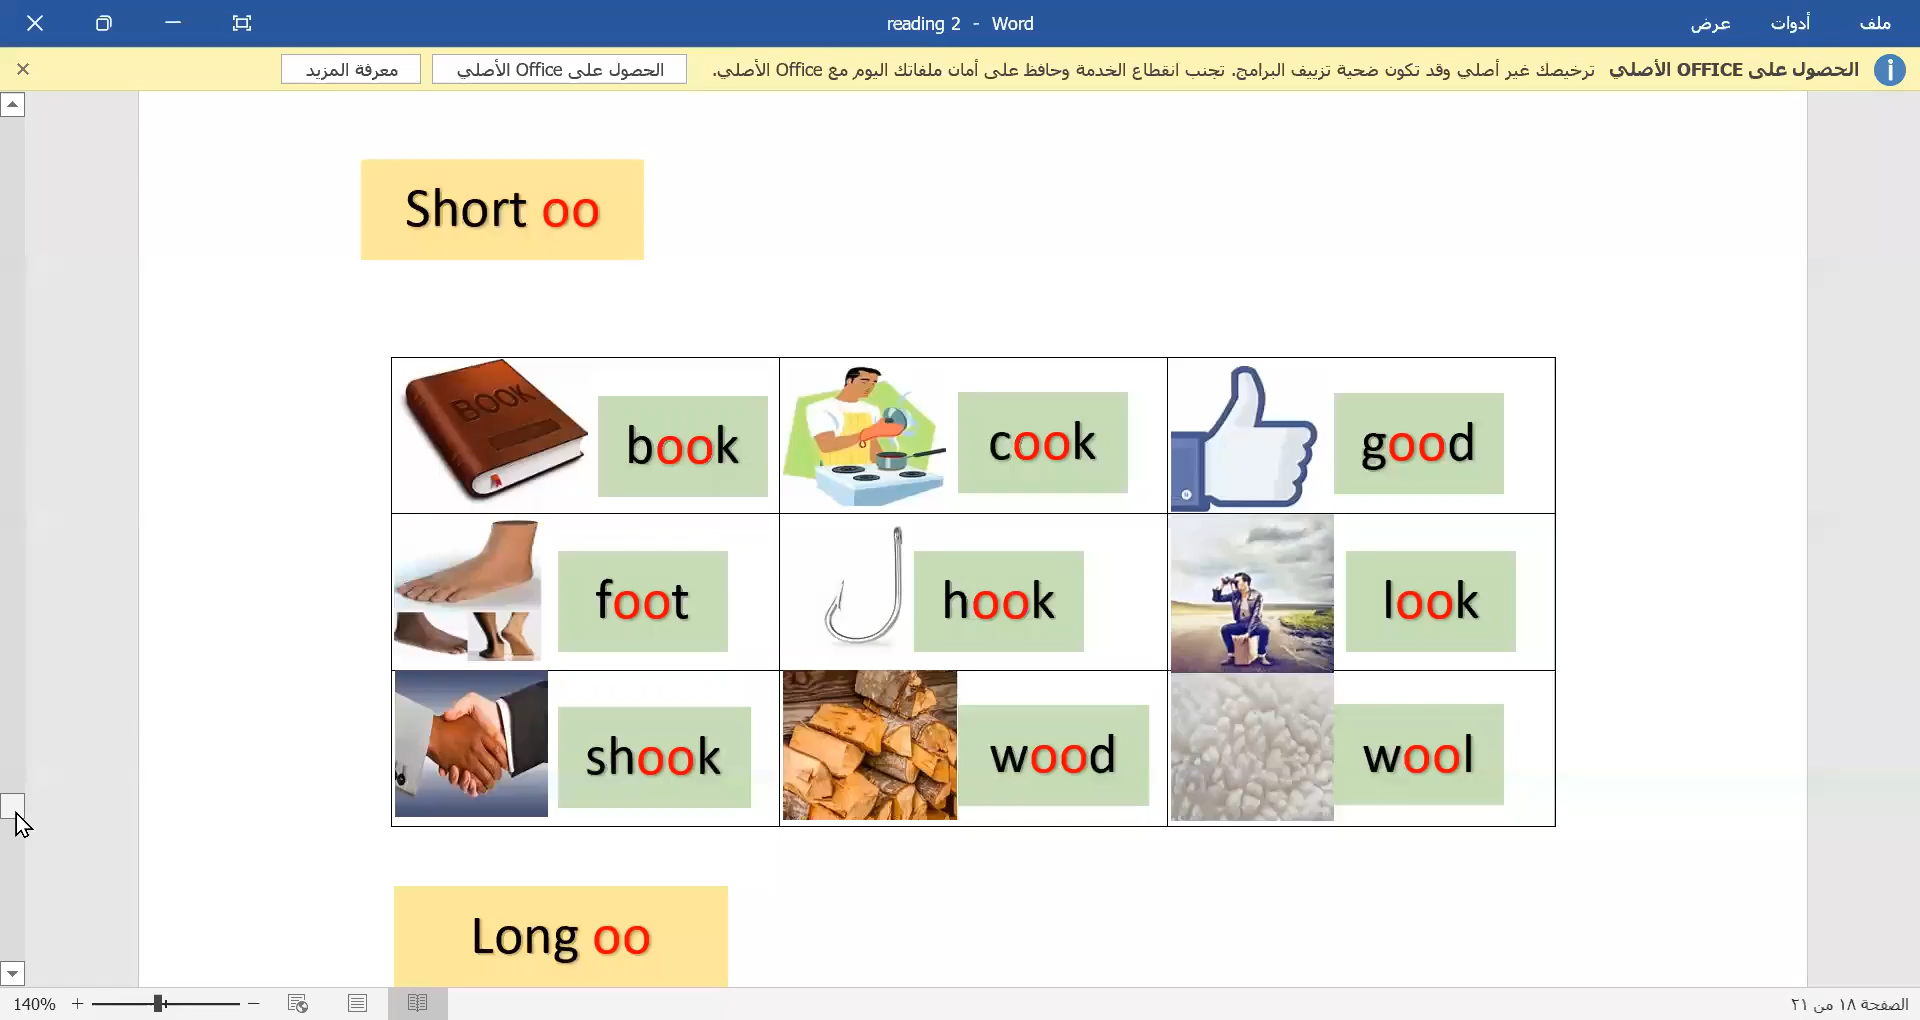 ملف
أدوات
عرض
reading 2 - Word
الحصول على OFFICE الأصلي ترخيصك غير أصلي وقد تكون ضحية تزييف البرامج. تجنب انقطاع الخدمة وحافظ على أمان ملفاتك اليوم مع Office الأصلي.
الحصول على Office الأصلي
معرفة المزيد
Short oo
BOOK
book
cook
good
foot
hook
look
shook
wood
wool
Long oo
140%
الصفحة ١٨ من ٢١